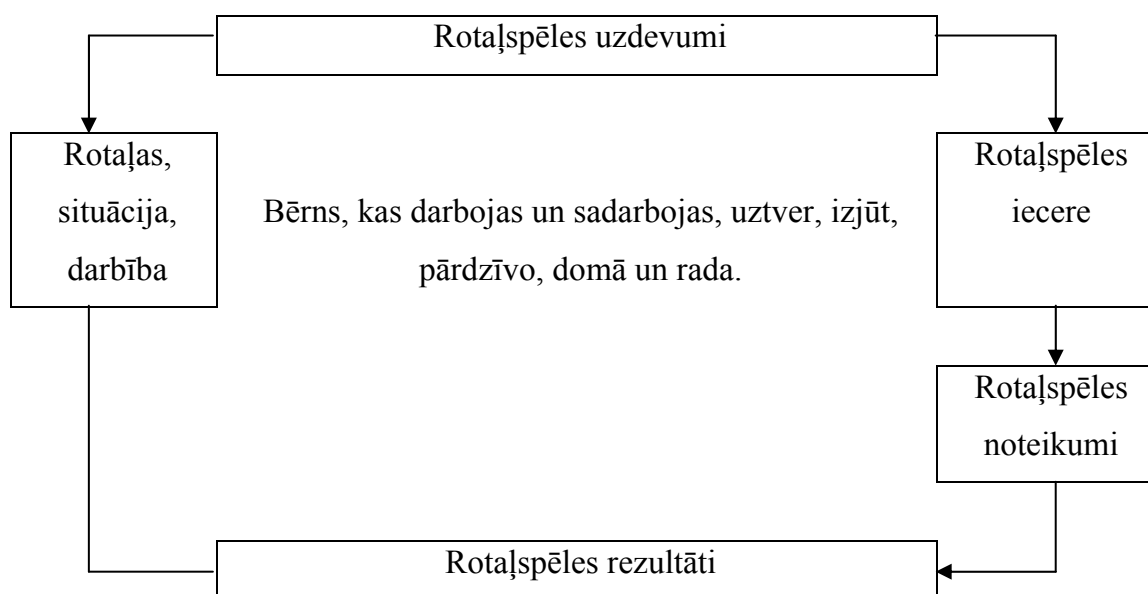 Rotaļspēles uzdevumi
Rotaļas,
situācija,
darbība
Bērns, kas darbojas un sadarbojas, uztver, izjūt,
pārdzīvo, domā un rada.
Rotaļspēles
iecere
Rotaļspēles
noteikumi
Rotaļspēles rezultāti